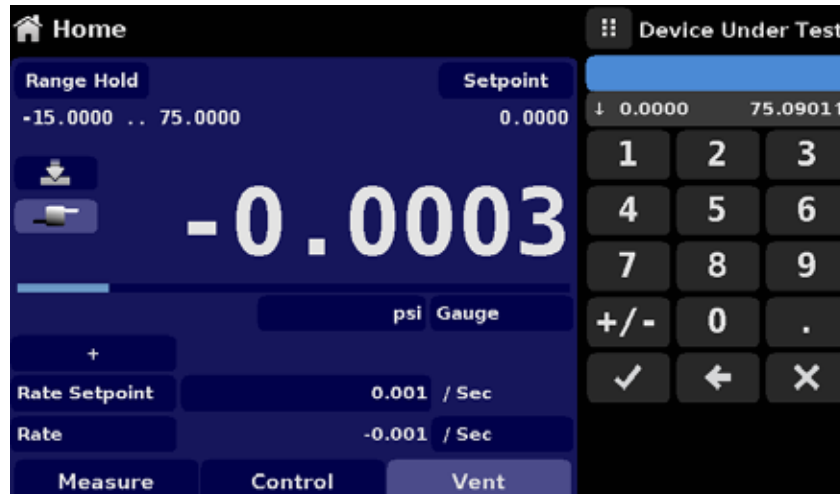 Home
Range Hold
Setpoint
-15.0000 .. 75.0000
0.0000
-0.0003
psi Gauge
+
Rate Setpoint 0.001 / Sec
Rate -0.001 / Sec
Measure Control Vent
Device Under Test
↓ 0.0000 75.09011
1 2 3
4 5 6
7 8 9
+/- 0 .